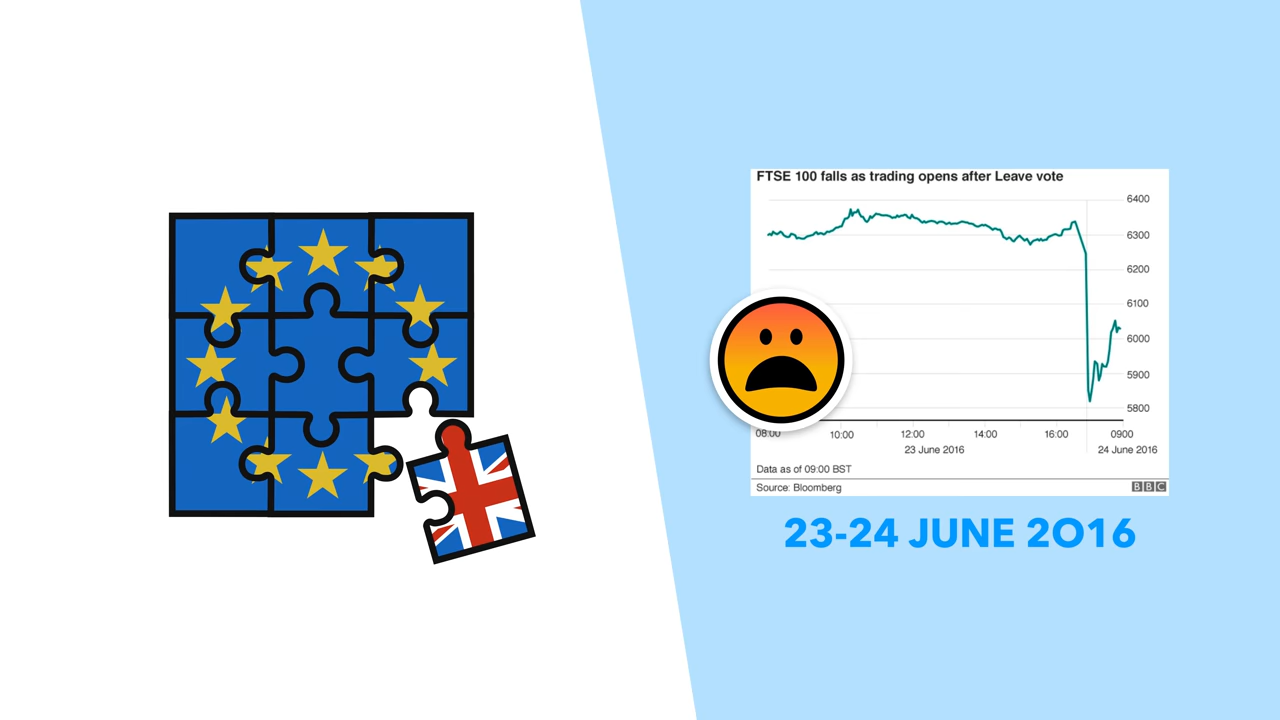 FTSE 100 falls as trading opens after Leave vote
6400
6300
6200
6100
6000
5900
5800
08:00 10:00 12:00 14:00 16:00 0900
23 June 2016 24 June 2016
Data as of 09:00 BST
Source: Bloomberg BBC
23-24 JUNE 2016